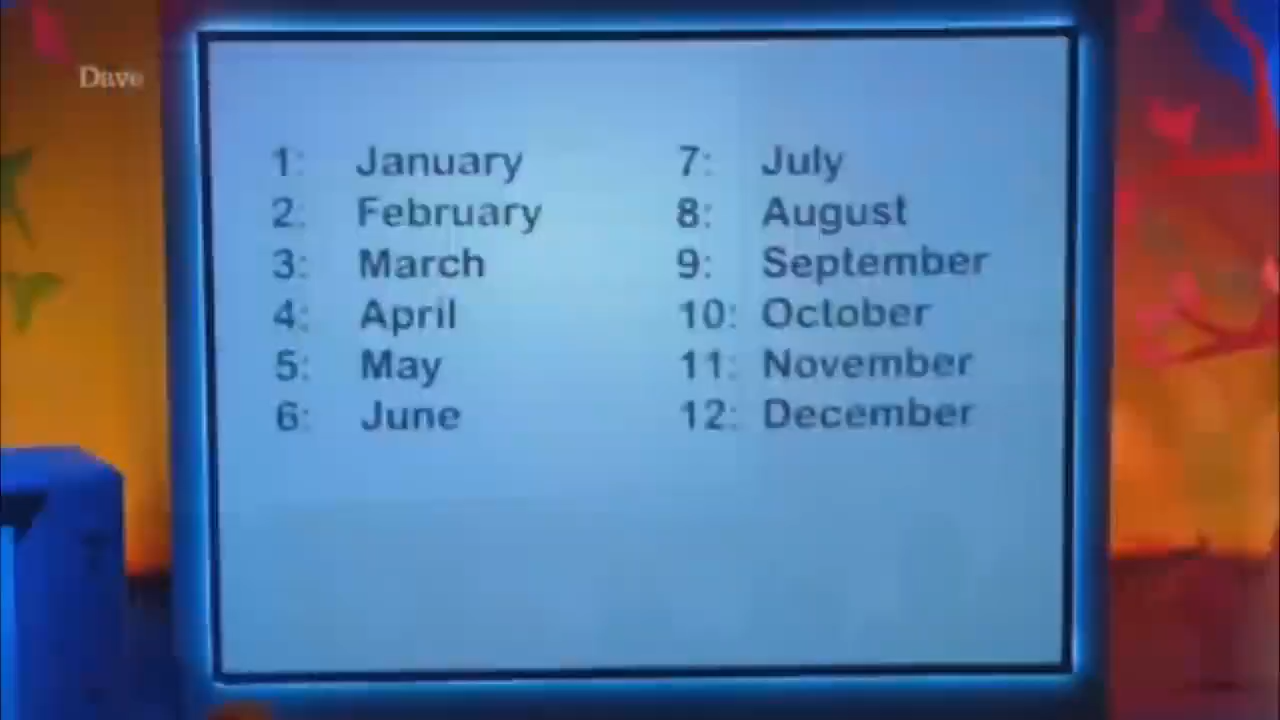 Dave
1: January
2: February
3: March
4: April
5: May
6: June
7: July
8: August
9: September
10: October
11: November
12: December